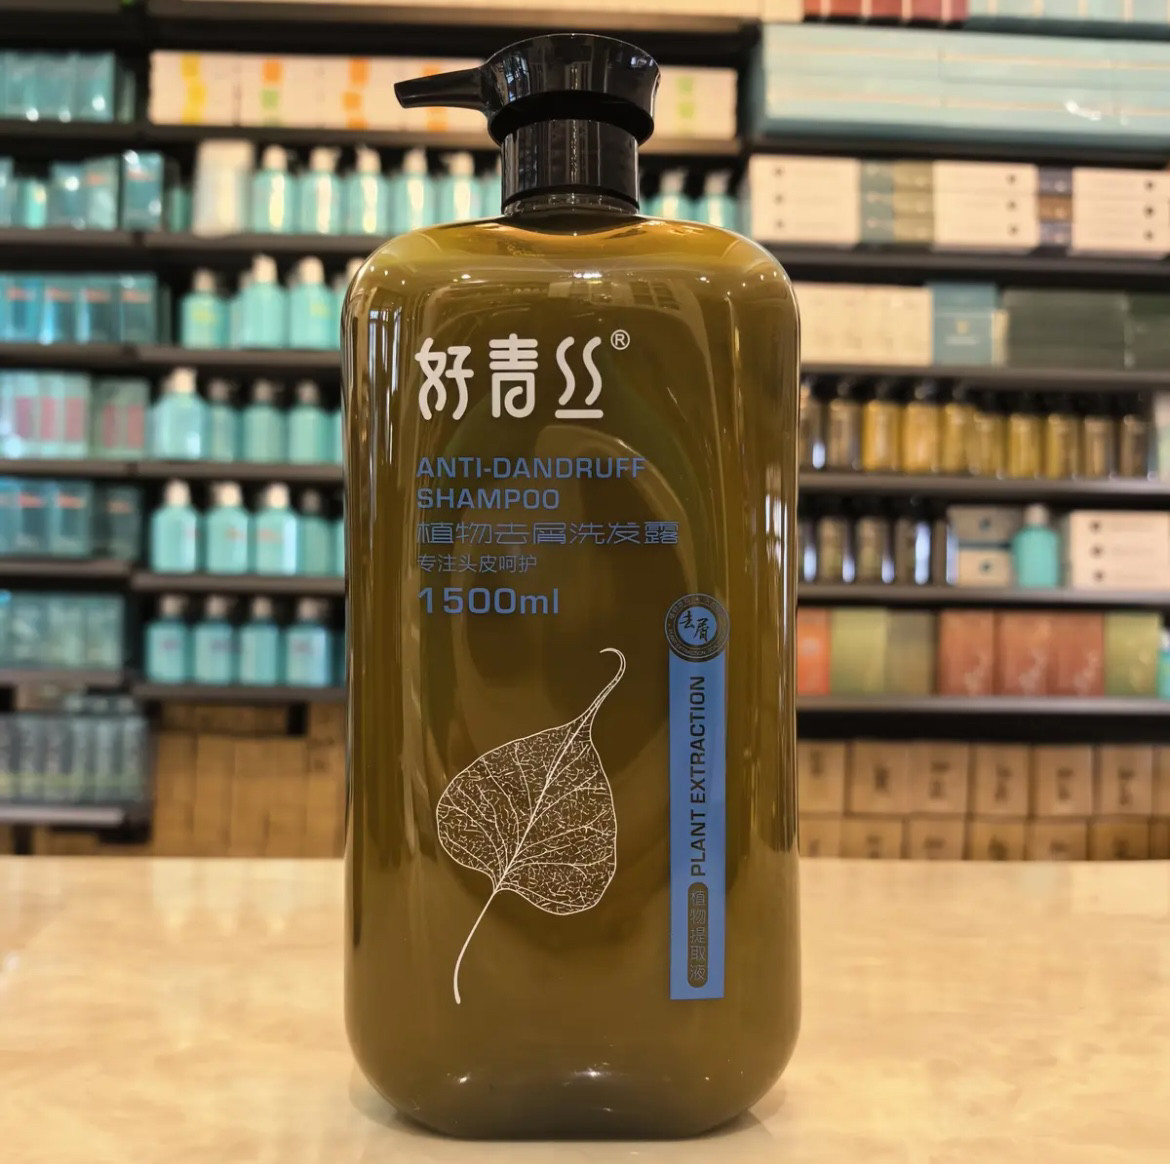 好青丝®
ANTI-DANDRUFF
SHAMPOO
植物去屑洗发露
专注头皮呵护
1500ml
去屑
PLANT EXTRACTION
植物提取液